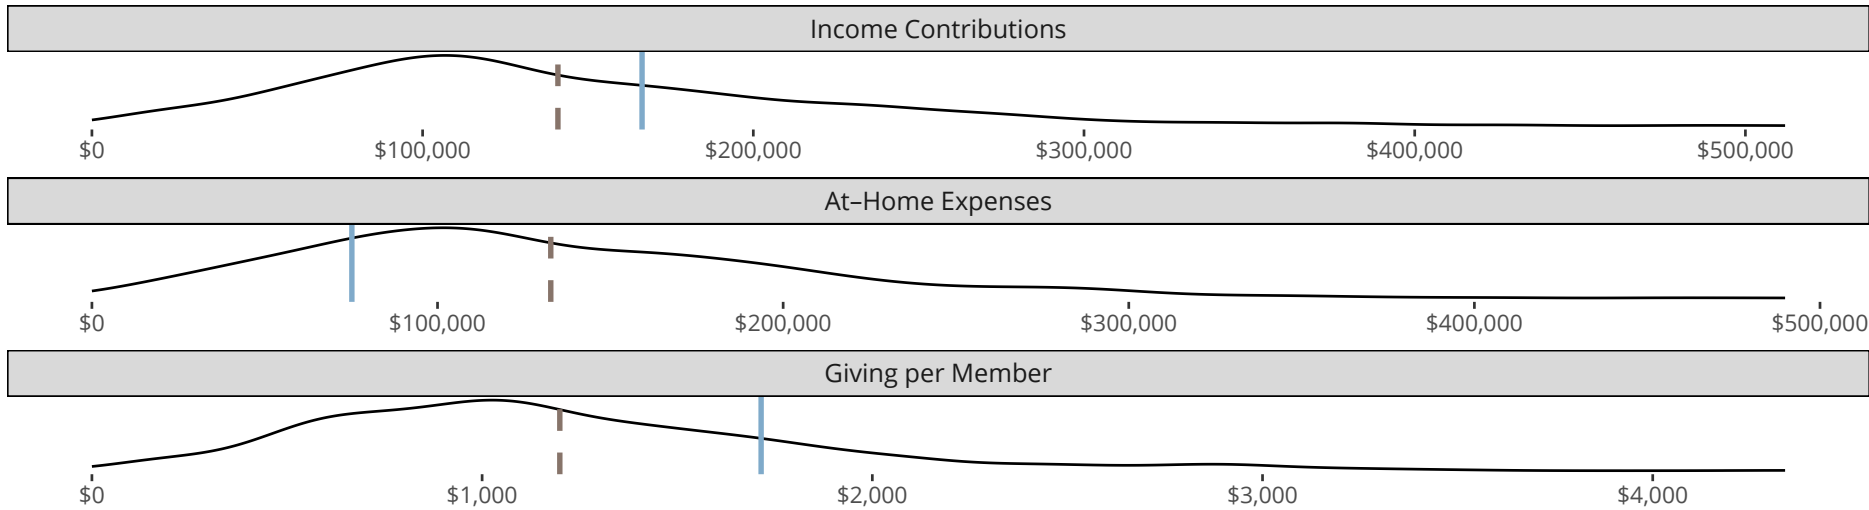 Income Contributions
$0 $100,000 $200,000 $300,000 $400,000 $500,000
At–Home Expenses
$0 $100,000 $200,000 $300,000 $400,000 $500,000
Giving per Member
$0 $1,000 $2,000 $3,000 $4,000